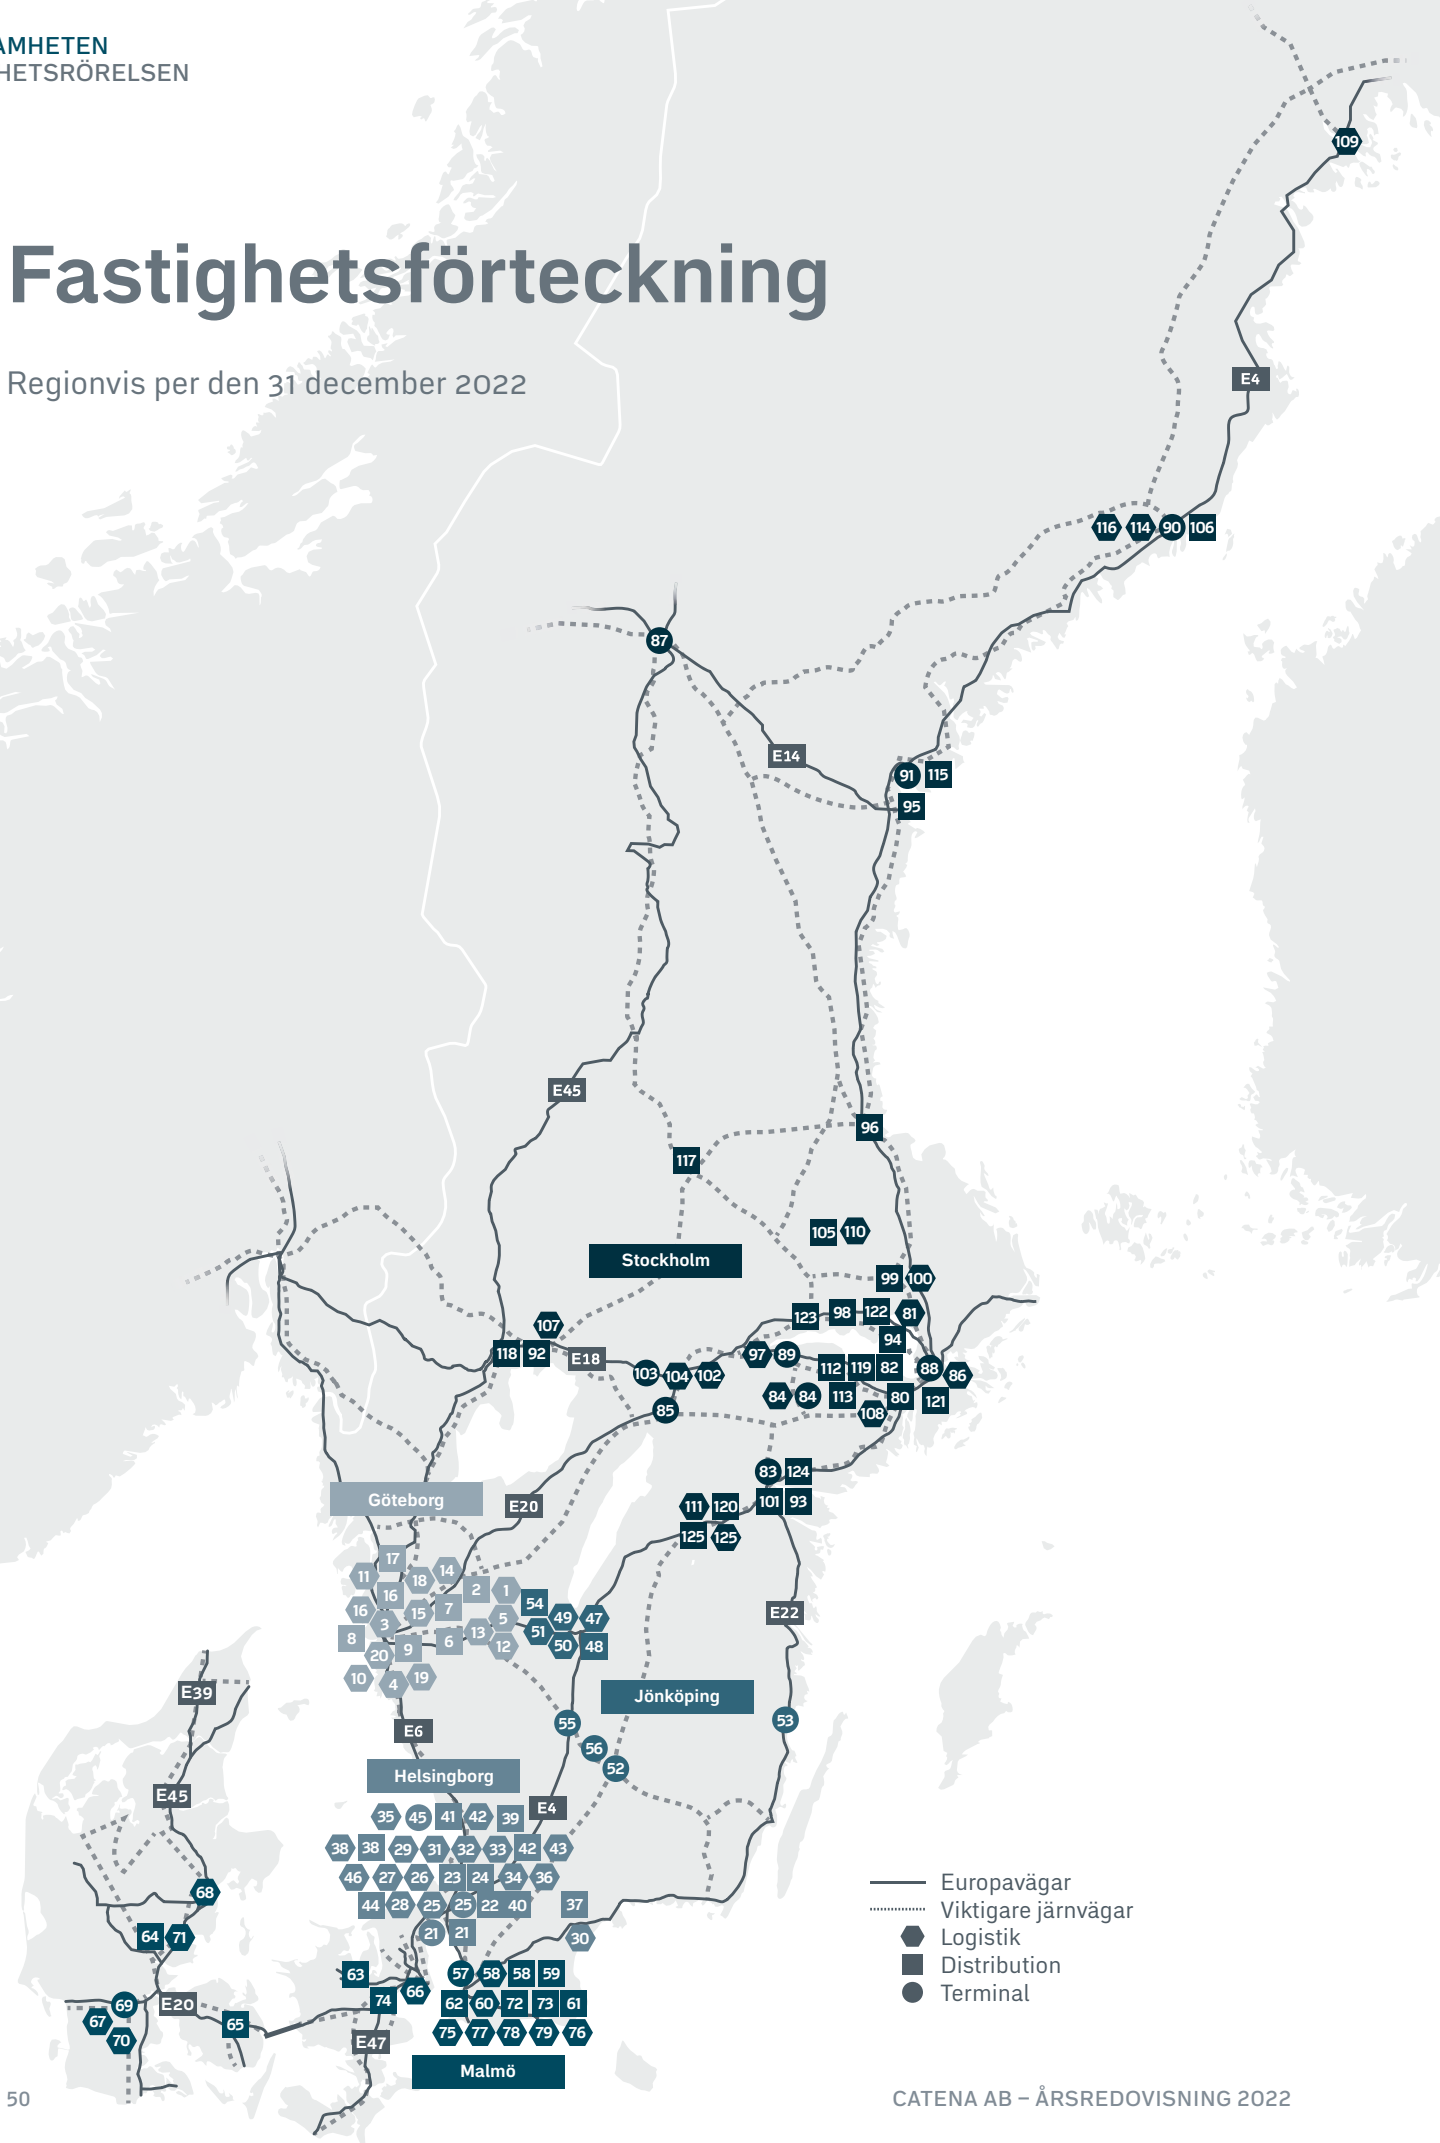 AMHETEN
HETSRÖRELSEN
109
Fastighetsförteckning
Regionvis per den 31 december 2022
E4
116 114 90 106
87
E14
91 115
95
E45
96
117
105 110
Stockholm
99 100
123 98 122 81
107
94
118 92 E18
97 89
112 119 82 88 86
103 104 102
84 84 113 80 121
85
108
83 124
Göteborg
E20
111 120 101 93
125 125
17
11 18 14
16 2 1
54
16 15 7
3 5 49 47
E22
8 13 51
20 9 6 12 50 48
10 4 19
E39
Jönköping
55 53
E6
56
52
Helsingborg
E45
E4
35 45 41 42 39
38 38 29 31 32 33 42 43
46 27 26 23 24 34 36
Europavägar
68
44 28 25 25 22 40 37
Viktigare järnvägar
64 71
21 21
30
Logistik
Distribution
63
57 58 58 59
Terminal
66
69 E20
74
62 60 72 73 61
67
65
70
E47
75 77 78 79 76
Malmö
50
CATENA AB – ÅRSREDOVISNING 2022